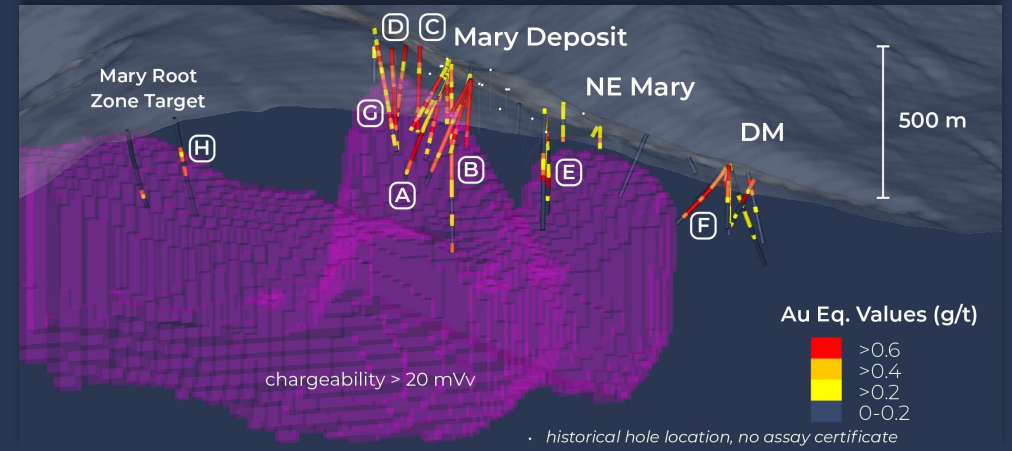 D C Mary Deposit
Mary Root
Zone Target
NE Mary
G
500 m
DM
H
B
E
A
F
Au Eq. Values (g/t)
>0.6
>0.4
>0.2
0-0.2
chargeability > 20 mVv
· historical hole location, no assay certificate